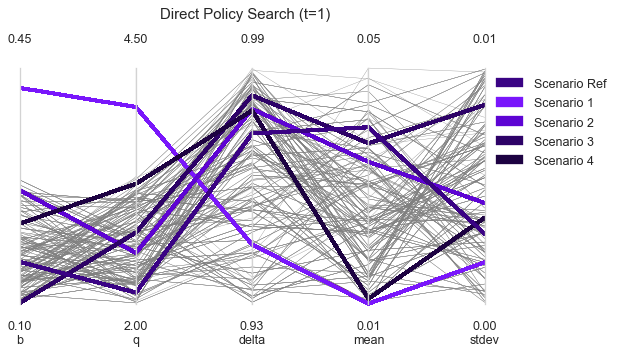 Direct Policy Search (t=1)
0.45 4.50 0.99 0.05 0.01
Scenario Ref
Scenario 1
Scenario 2
Scenario 3
Scenario 4
0.10 2.00 0.93 0.01 0.00
b q delta mean stdev